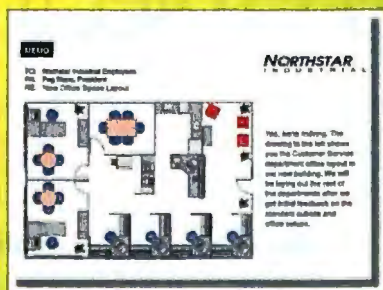 MEMO
NORTHSTAR
INDUSTRIAL
TO: Northstar Industrial Employees
FR: Peg Mann, President
RE: New Office Space Layout
Yes, we're moving. The
drawing to the left shows
you the Customer Service
department office layout in
our new building. We will
be laying out the rest of
the departments after we
get initial feedback on the
standard cubicle and
office setups.